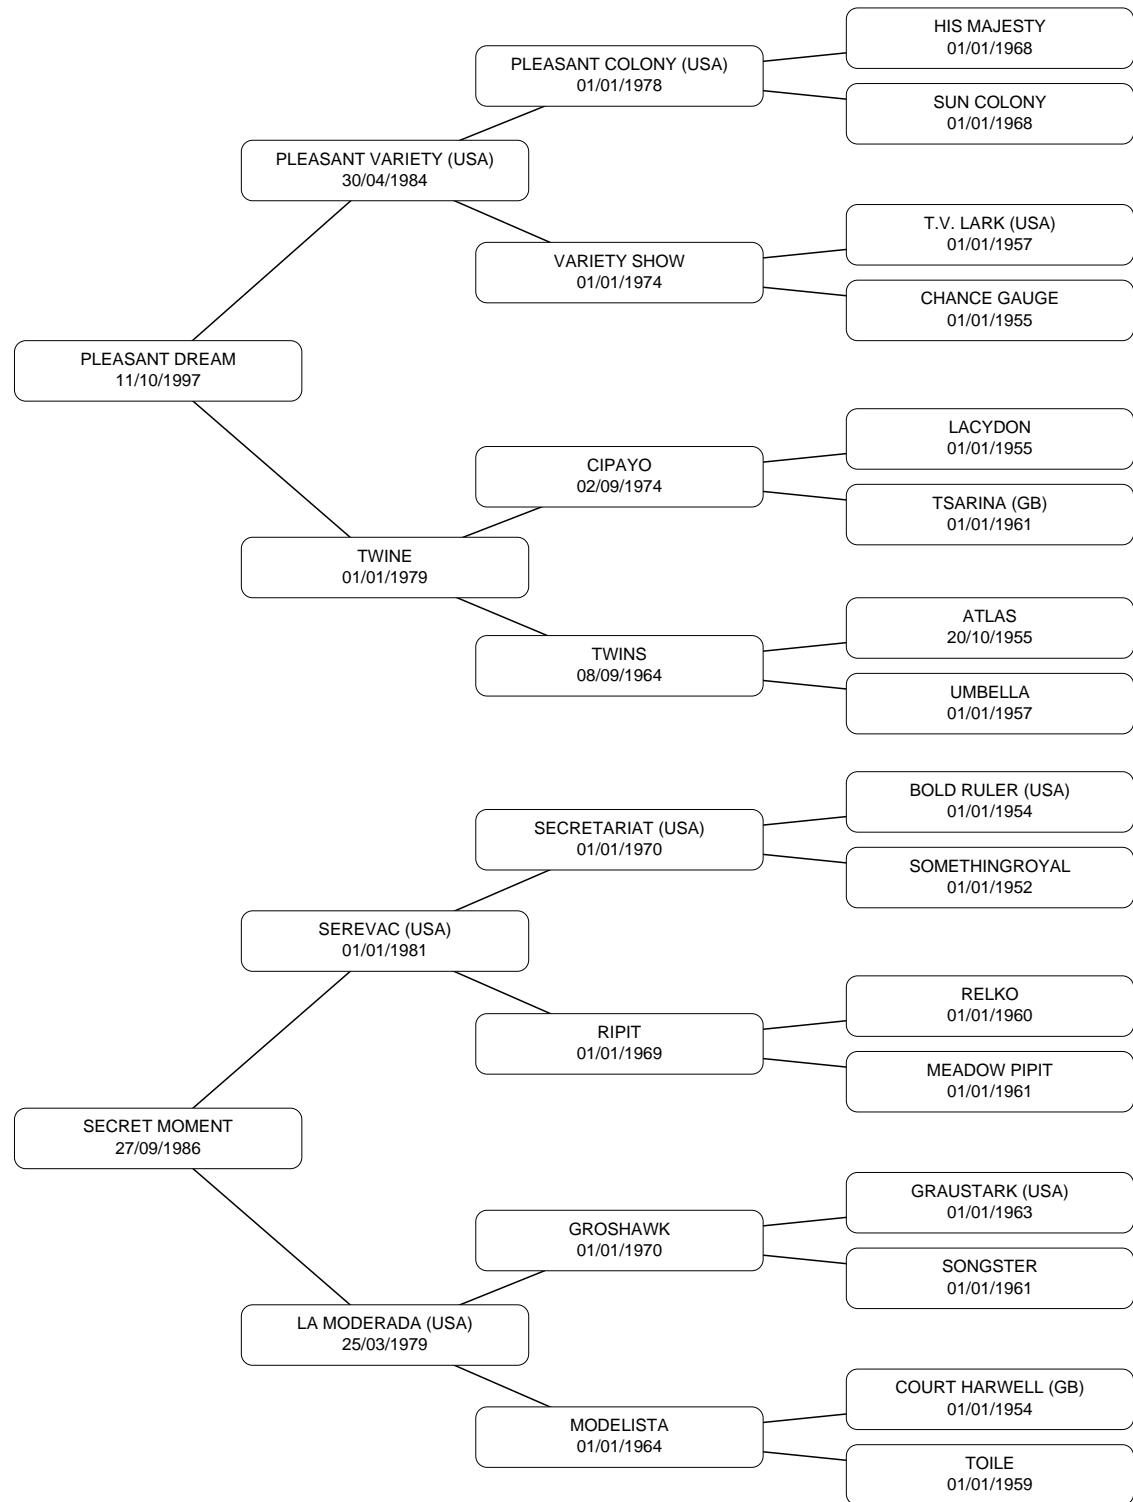 HIS MAJESTY
01/01/1968
PLEASANT COLONY (USA)
01/01/1978
SUN COLONY
01/01/1968
PLEASANT VARIETY (USA)
30/04/1984
T.V. LARK (USA)
01/01/1957
VARIETY SHOW
01/01/1974
CHANCE GAUGE
01/01/1955
PLEASANT DREAM
11/10/1997
LACYDON
01/01/1955
CIPAYO
02/09/1974
TSARINA (GB)
01/01/1961
TWINE
01/01/1979
ATLAS
20/10/1955
TWINS
08/09/1964
UMBELLA
01/01/1957
BOLD RULER (USA)
01/01/1954
SECRETARIAT (USA)
01/01/1970
SOMETHINGROYAL
01/01/1952
SEREVAC (USA)
01/01/1981
RELKO
01/01/1960
RIPIT
01/01/1969
MEADOW PIPIT
01/01/1961
SECRET MOMENT
27/09/1986
GRAUSTARK (USA)
01/01/1963
GROSHAWK
01/01/1970
SONGSTER
01/01/1961
LA MODERADA (USA)
25/03/1979
COURT HARWELL (GB)
01/01/1954
MODELISTA
01/01/1964
TOILE
01/01/1959